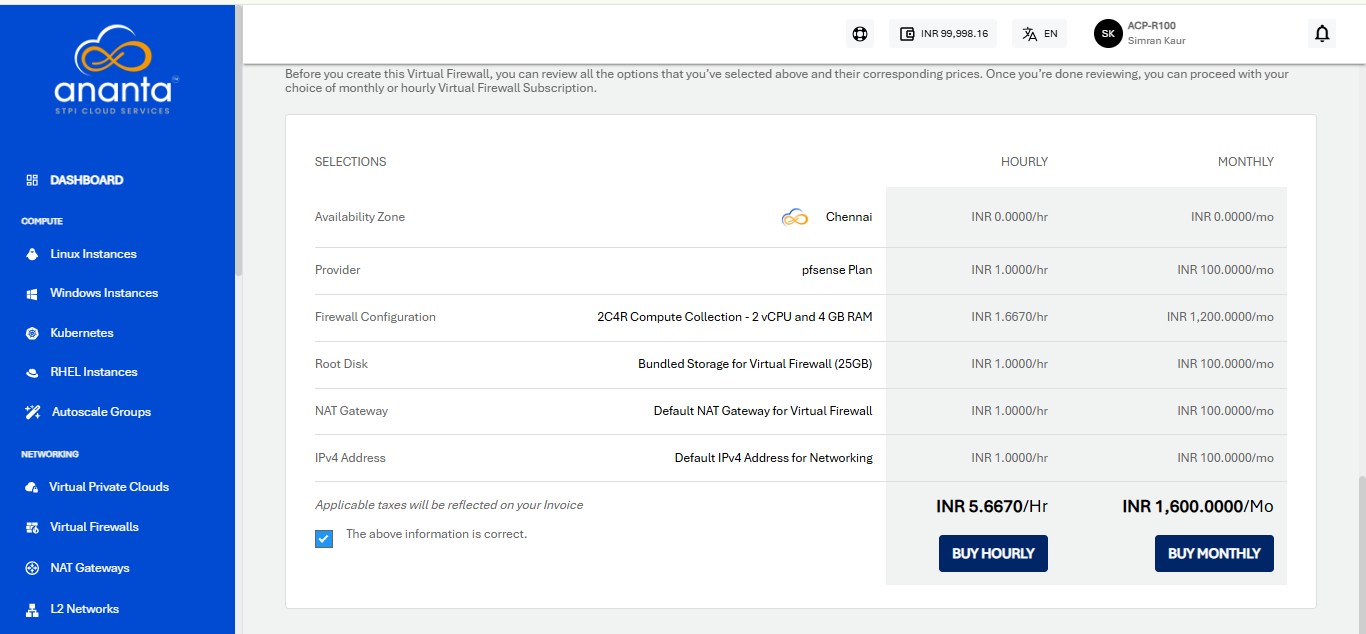 ananta
STPI CLOUD SERVICES
DASHBOARD
COMPUTE
Linux Instances
Windows Instances
Kubernetes
RHEL Instances
Autoscale Groups
NETWORKING
Virtual Private Clouds
Virtual Firewalls
NAT Gateways
L2 Networks
INR 99,998.16
EN
SK
ACP-R100
Simran Kaur
Before you create this Virtual Firewall, you can review all the options that you've selected above and their corresponding prices. Once you're done reviewing, you can proceed with your
choice of monthly or hourly Virtual Firewall Subscription.
SELECTIONS HOURLY MONTHLY
Availability Zone Chennai INR 0.0000/hr INR 0.0000/mo
Provider pfsense Plan INR 1.0000/hr INR 100.0000/mo
Firewall Configuration 2C4R Compute Collection - 2 vCPU and 4 GB RAM INR 1.6670/hr INR 1,200.0000/mo
Root Disk Bundled Storage for Virtual Firewall (25GB) INR 1.0000/hr INR 100.0000/mo
NAT Gateway Default NAT Gateway for Virtual Firewall INR 1.0000/hr INR 100.0000/mo
IPv4 Address Default IPv4 Address for Networking INR 1.0000/hr INR 100.0000/mo
Applicable taxes will be reflected on your Invoice INR 5.6670/Hr INR 1,600.0000/Mo
The above information is correct.
BUY HOURLY BUY MONTHLY